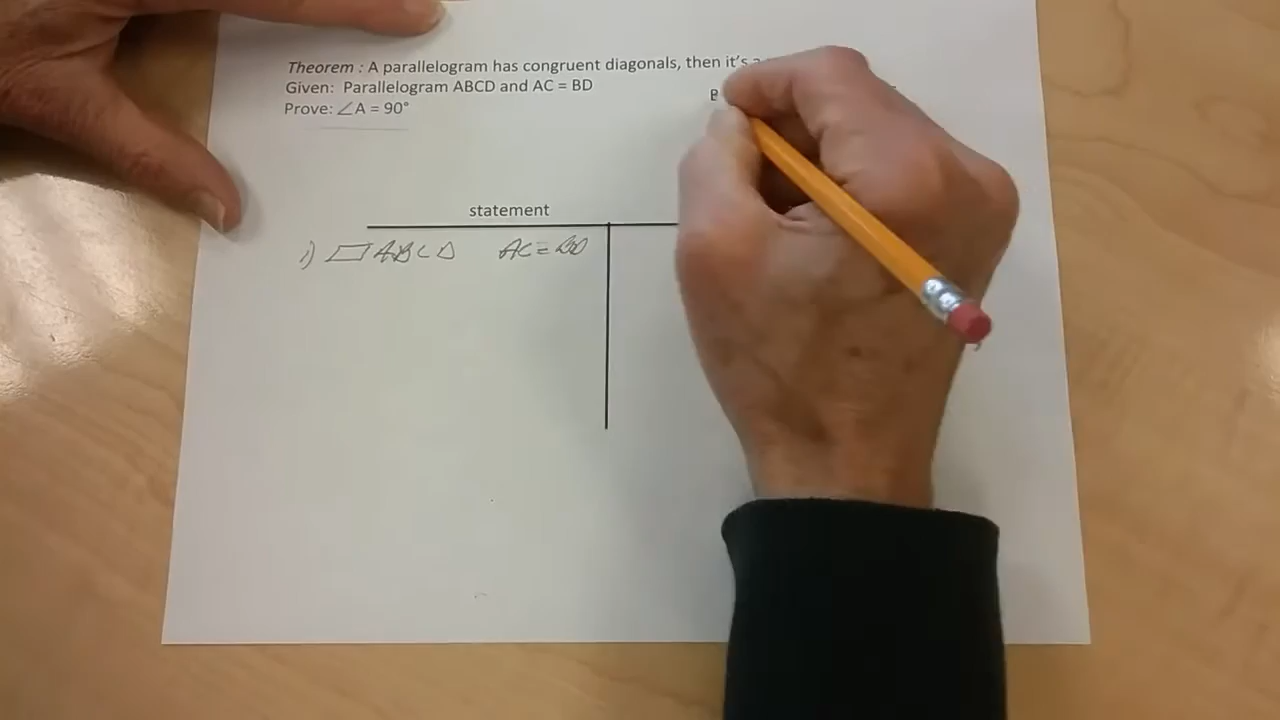 Theorem : A parallelogram has congruent diagonals, then it's a
Given: Parallelogram ABCD and AC = BD
B
Prove: ∠A = 90°
statement
1) ▱ABCD AC = BD